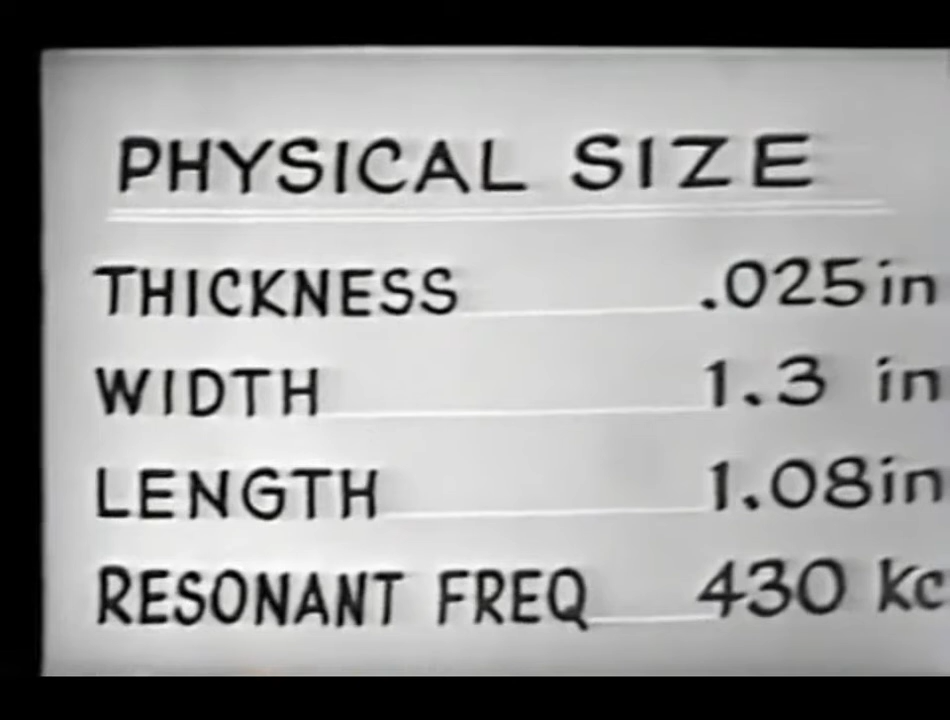 PHYSICAL SIZE
THICKNESS .025in
WIDTH 1.3 in
LENGTH 1.08in
RESONANT FREQ 430 kc